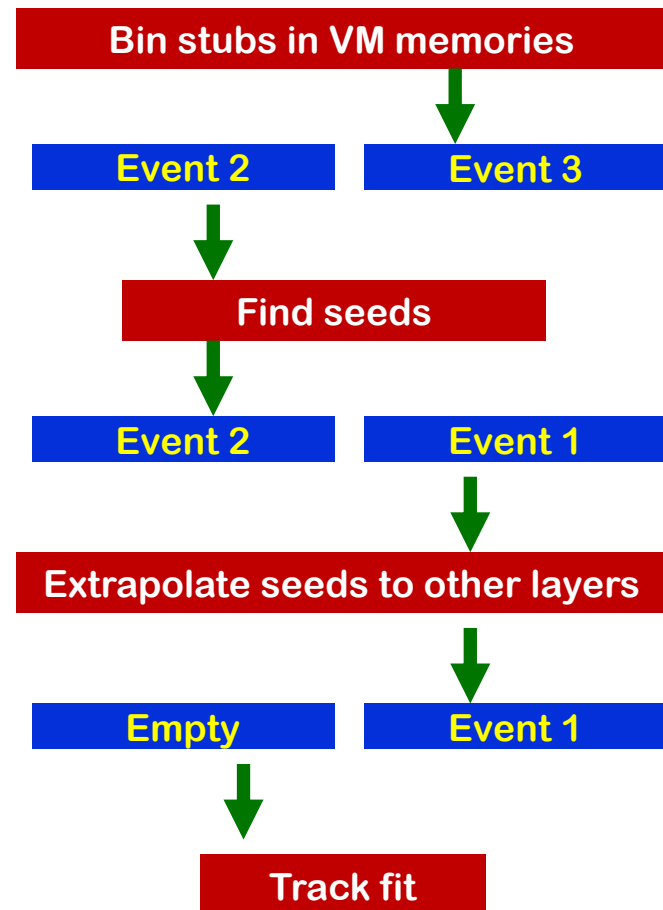 Bin stubs in VM memories
Event 2
Event 3
Find seeds
Event 2
Event 1
Extrapolate seeds to other layers
Empty
Event 1
Track fit